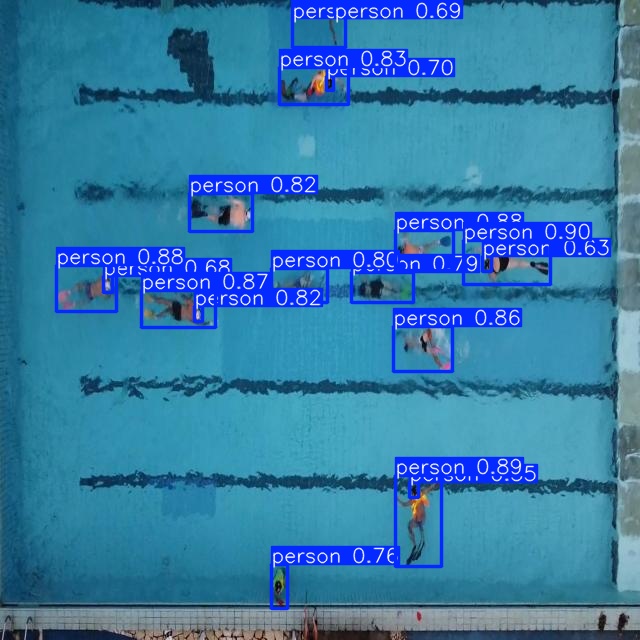 person 0.69
person 0.83
person 0.70
person 0.82
person 0.88
person 0.90
person 0.63
person 0.88
person 0.68
person 0.80
0.79
person 0.87
person 0.82
person 0.86
person 0.89
person 0.76